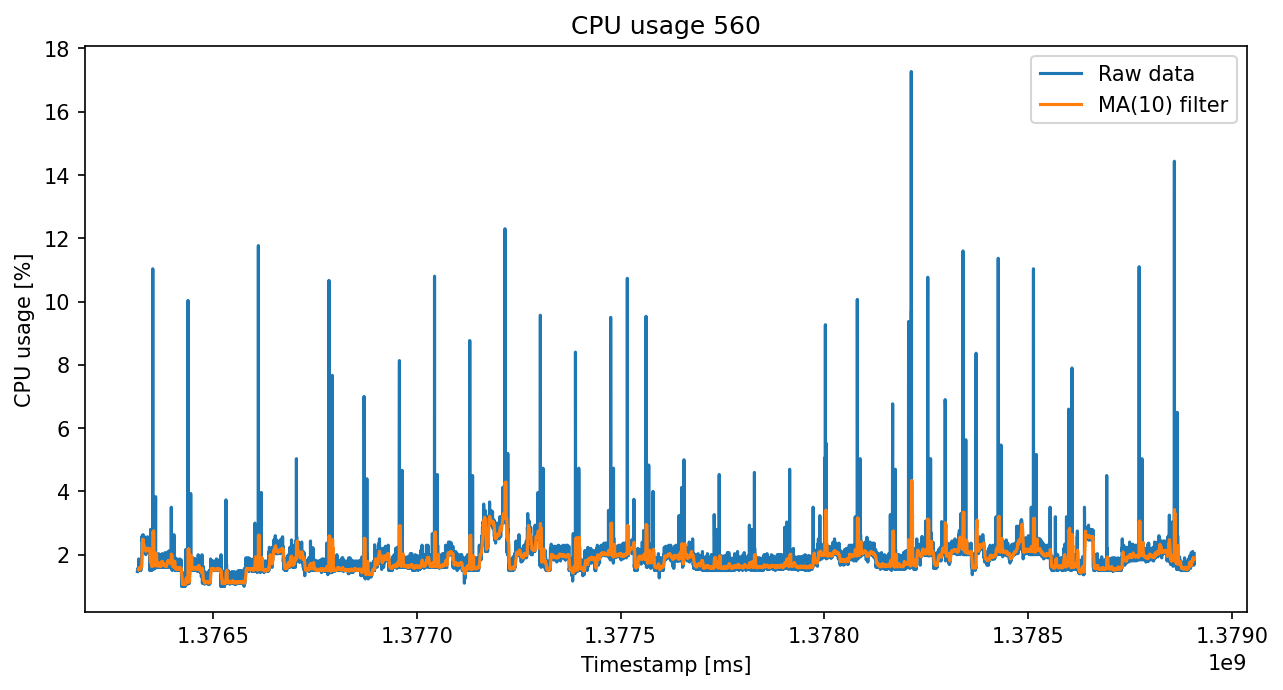 CPU usage 560
18
16
14
12
10
8
6
4
2
CPU usage [%]
Raw data
MA(10) filter
1.3765
1.3770
1.3775
1.3780
1.3785
1.3790
Timestamp [ms]
1e9